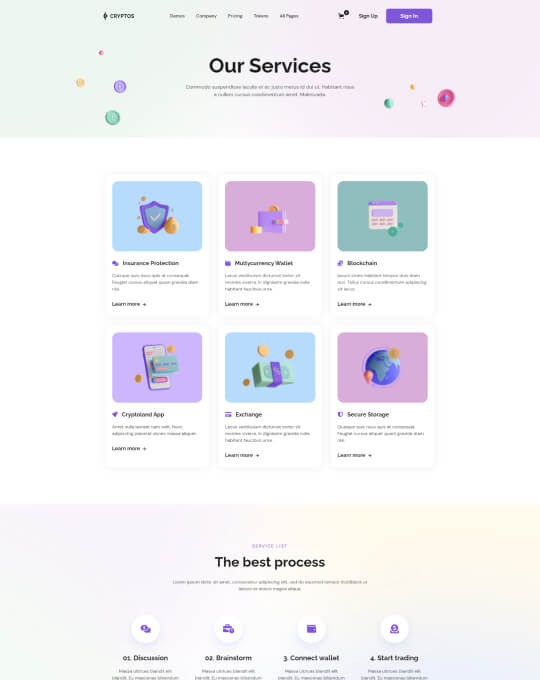 CRYPTOS
Demos Company Pricing Tokens All Pages
0
Sign Up
Sign In
Our Services
Commodo suspendisse iaculis et ac justo metus id dui ut. Habitant risus
a nullam cursus condimentum amet. Malesuada.
Insurance Protection
Quisque quis risus quis at consequat.
Feugiat cursus aliquet quam gravida diam
nisl.
Learn more →
Multycurrency Wallet
Lacus vestibulum dictumst tortor sit
montes viverra. In dignissim gravida nulla
habitant faucibus urna.
Learn more →
Blockchain
Ipsum lorem habitant tempus duis diam
orci. Tellus cursus condimentum adipiscing
sit lacus.
Learn more →
Cryptoland App
Amet nulla laoreet nam velit. Nunc
adipiscing placerat donec massa aliquet.
Learn more →
Exchange
Lacus vestibulum dictumst tortor sit
montes viverra. In dignissim gravida nulla
habitant faucibus urna.
Learn more →
Secure Storage
Quisque quis risus quis at consequat.
Feugiat cursus aliquet quam gravida diam
nisl.
Learn more →
SERVICE LIST
The best process
Lorem ipsum dolor sit amet, consectetur adipiscing elit, sed do eiusmod tempor incididunt ut
labore et dolore magna aliqua.
01. Discussion
Massa ultrices blandit elit
blandit. Eu maecenas bibendum
02. Brainstorm
Massa ultrices blandit elit
blandit. Eu maecenas bibendum
3. Connect wallet
Massa ultrices blandit elit
blandit. Eu maecenas bibendum
4. Start trading
Massa ultrices blandit elit
blandit. Eu maecenas bibendum